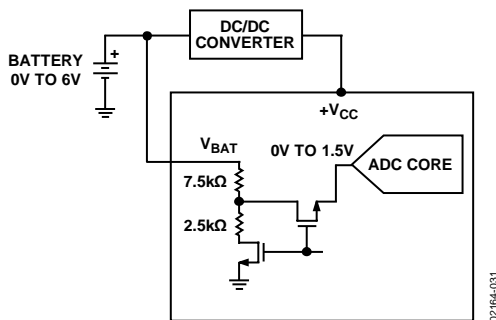 DC/DC
CONVERTER
BATTERY
0V TO 6V
+
+VCC
VBAT
0V TO 1.5V
ADC CORE
7.5kΩ
2.5kΩ
02164-031